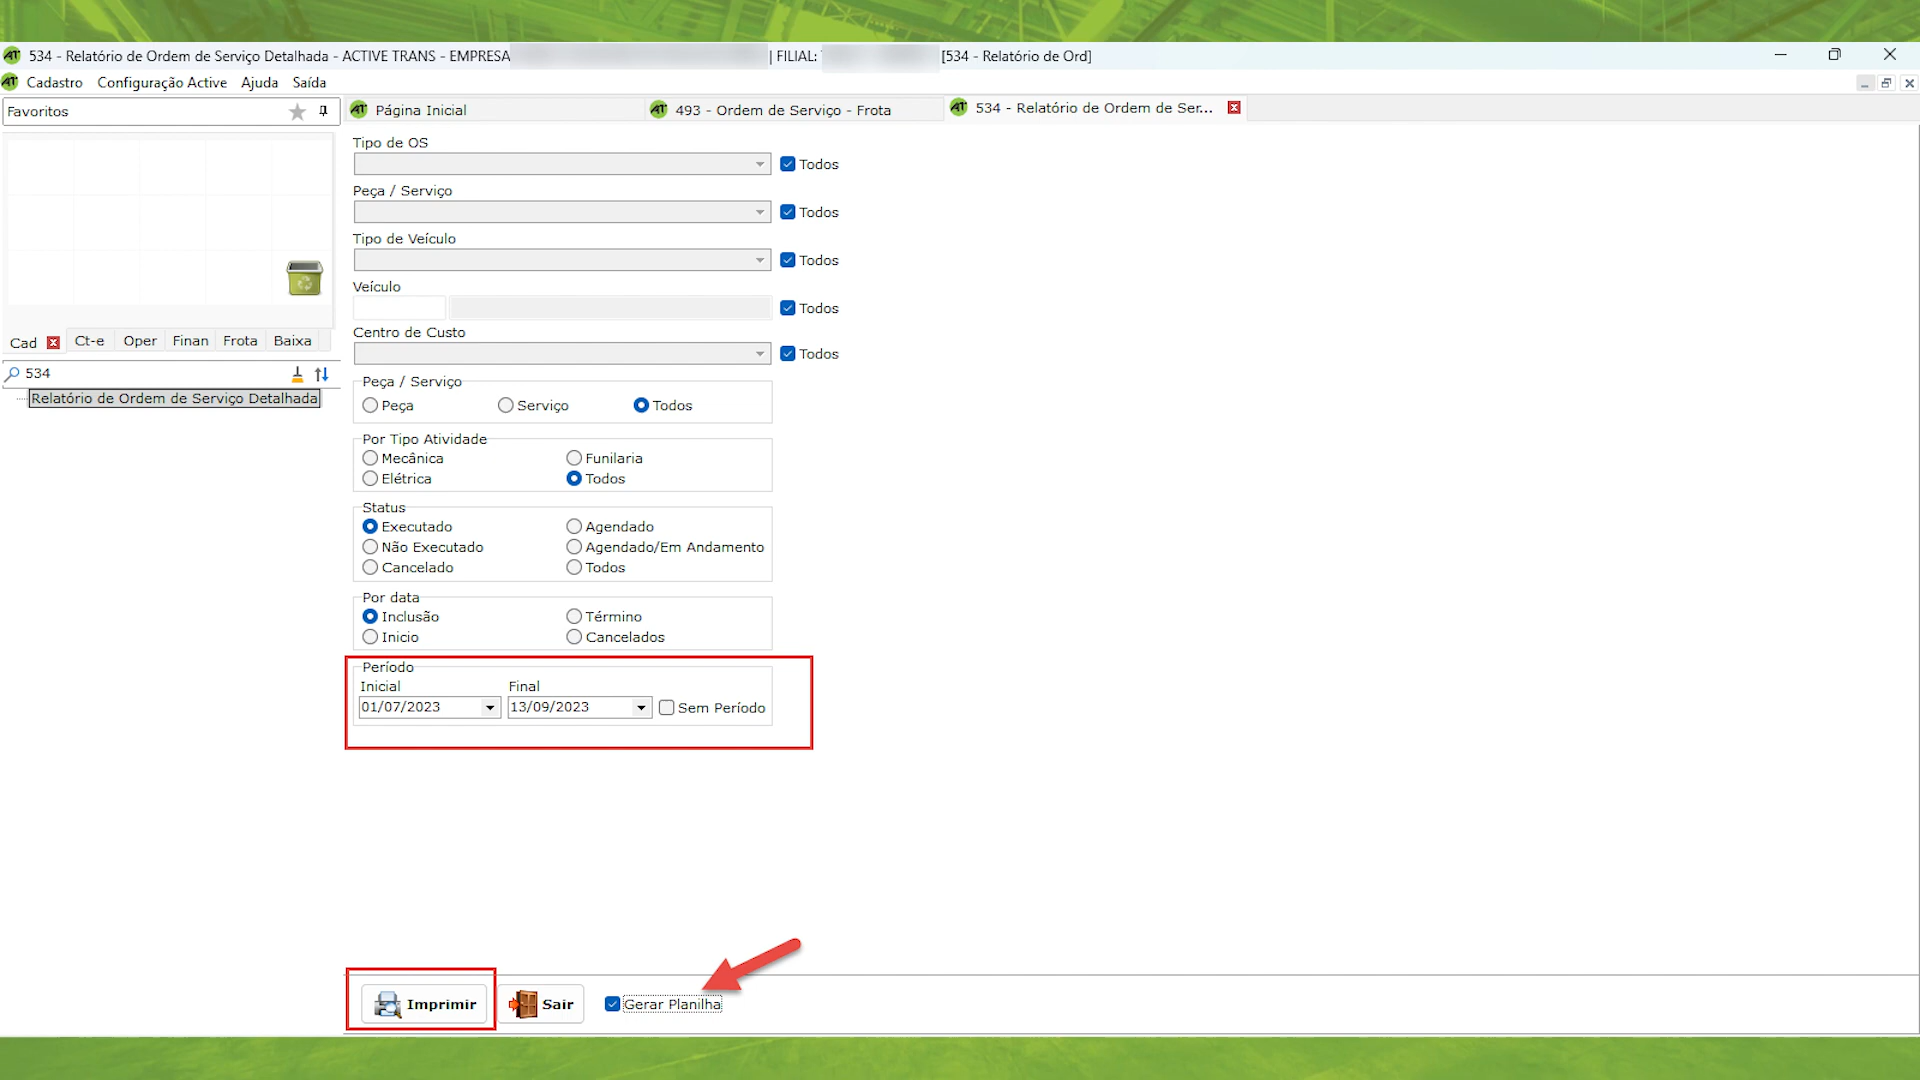 534 - Relatório de Ordem de Serviço Detalhada - ACTIVE TRANS - EMPRESA | FILIAL: [534 - Relatório de Ord]
Cadastro Configuração Active Ajuda Saída
Favoritos
Página Inicial
493 - Ordem de Serviço - Frota
534 - Relatório de Ordem de Ser...
Tipo de OS
Todos
Peça / Serviço
Todos
Tipo de Veículo
Todos
Veículo
Todos
Centro de Custo
Todos
Cad Ct-e Oper Finan Frota Baixa
534
Relatório de Ordem de Serviço Detalhada
Peça / Serviço
Peça Serviço Todos
Por Tipo Atividade
Mecânica Funilaria
Elétrica Todos
Status
Executado Agendado
Não Executado Agendado/Em Andamento
Cancelado Todos
Por data
Inclusão Término
Inicio Cancelados
Período
Inicial Final
01/07/2023 13/09/2023 Sem Período
Imprimir Sair Gerar Planilha